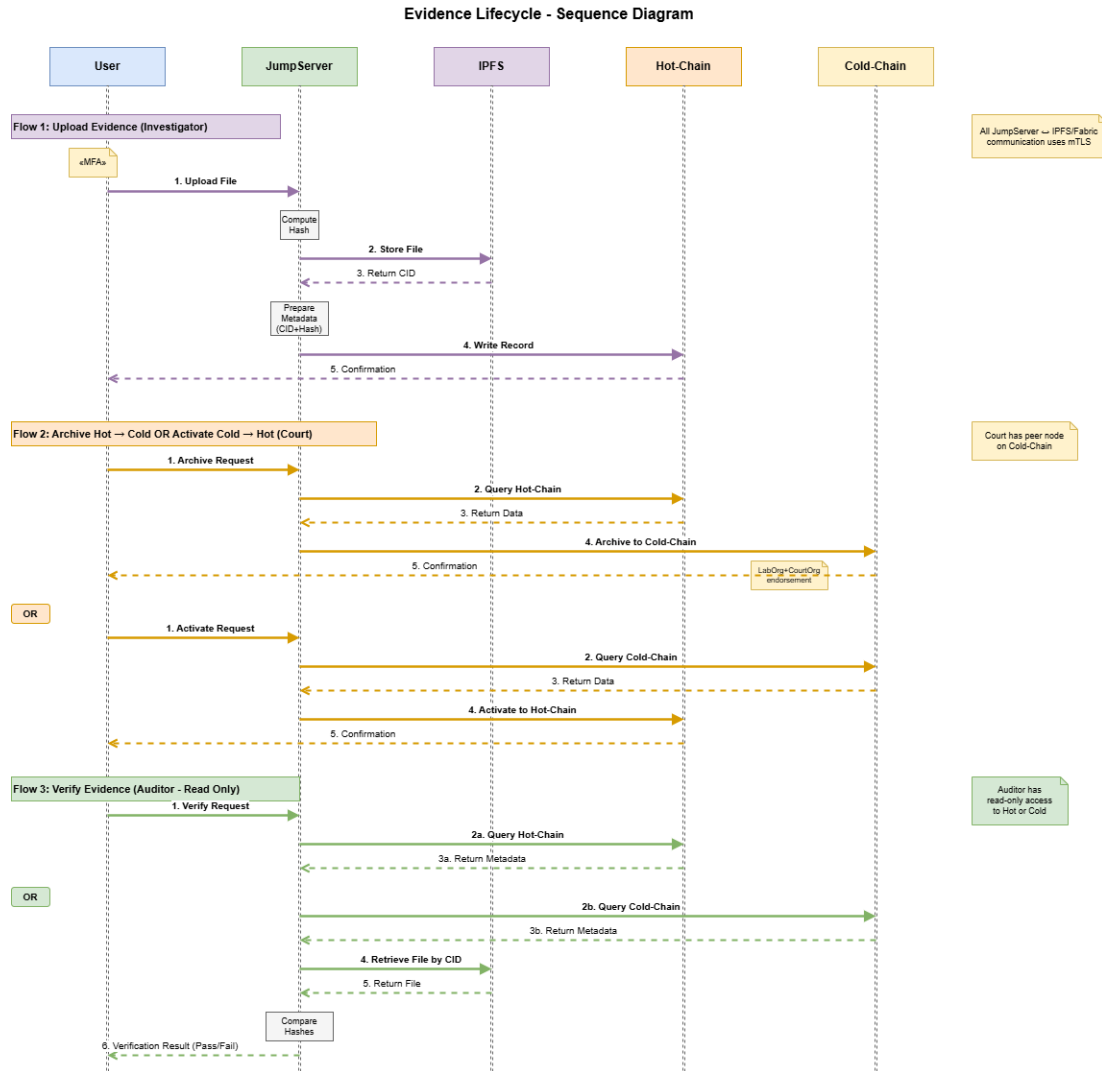 Evidence Lifecycle - Sequence Diagram
User
JumpServer
IPFS
Hot-Chain
Cold-Chain
Flow 1: Upload Evidence (Investigator)
All JumpServer ↔ IPFS/Fabric
communication uses mTLS
«MFA»
1. Upload File
Compute
Hash
2. Store File
3. Return CID
Prepare
Metadata
(CID+Hash)
4. Write Record
5. Confirmation
Flow 2: Archive Hot → Cold OR Activate Cold → Hot (Court)
Court has peer node
on Cold-Chain
1. Archive Request
2. Query Hot-Chain
3. Return Data
4. Archive to Cold-Chain
5. Confirmation
LabOrg+CourtOrg
endorsement
OR
1. Activate Request
2. Query Cold-Chain
3. Return Data
4. Activate to Hot-Chain
5. Confirmation
Flow 3: Verify Evidence (Auditor - Read Only)
Auditor has
read-only access
to Hot or Cold
1. Verify Request
2a. Query Hot-Chain
3a. Return Metadata
OR
2b. Query Cold-Chain
3b. Return Metadata
4. Retrieve File by CID
5. Return File
Compare
Hashes
6. Verification Result (Pass/Fail)